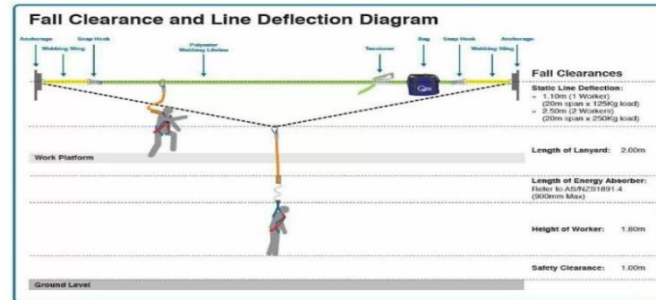 Fall Clearance and Line Deflection Diagram
Anchorage
Webbing Sling
Snap Hook
Polyester
Webbing Lifeline
Tensioner
Bag
Snap Hook
Webbing Sling
Anchorage
Fall Clearances
Static Line Deflection:
1.10m (1 Worker)
(20m span x 125Kg load)
2.50m (2 Workers)
(20m span x 250Kg load)
Work Platform
Length of Lanyard: 2.00m
Length of Energy Absorber:
Refer to AS/NZS1891.4
(900mm Max)
Height of Worker: 1.80m
Safety Clearance: 1.00m
Ground Level